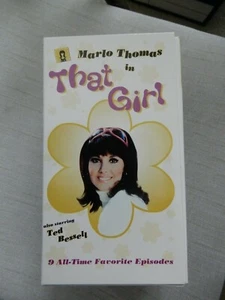 Marlo Thomas
in
That
Girl
also starring
Ted Bessell
9 All-Time Favorite Episodes